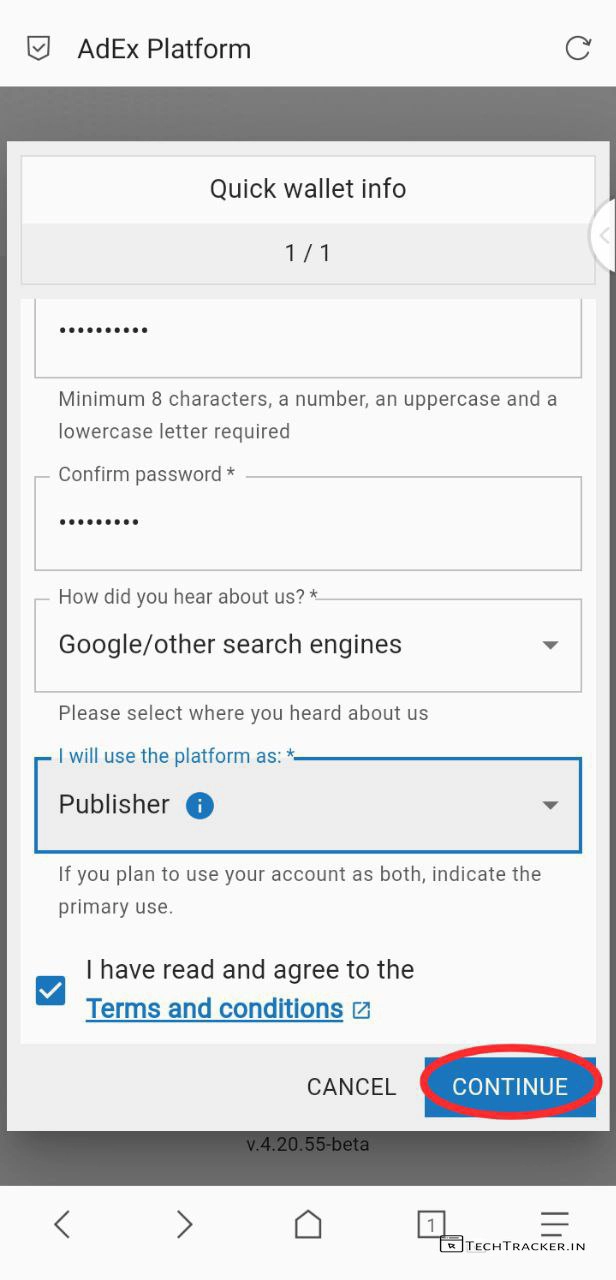 AdEx Platform
Quick wallet info
1 / 1
••••••••••
Minimum 8 characters, a number, an uppercase and a
lowercase letter required
Confirm password *
•••••••••
How did you hear about us? *
Google/other search engines
Please select where you heard about us
I will use the platform as: *
Publisher i
If you plan to use your account as both, indicate the
primary use.
I have read and agree to the
Terms and conditions
CANCEL CONTINUE
v.4.20.55-beta
1
TECHTRACKER.IN